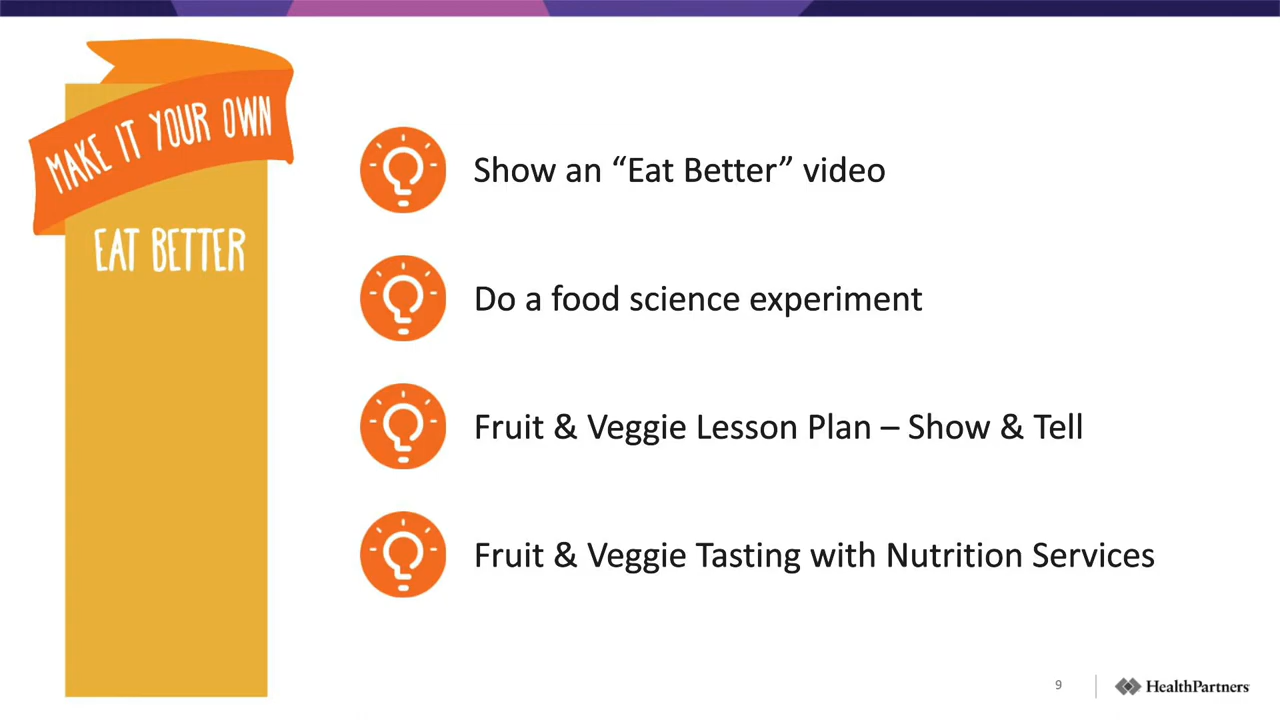 MAKE IT YOUR OWN
EAT BETTER
Show an “Eat Better” video
Do a food science experiment
Fruit & Veggie Lesson Plan – Show & Tell
Fruit & Veggie Tasting with Nutrition Services
9
HealthPartners